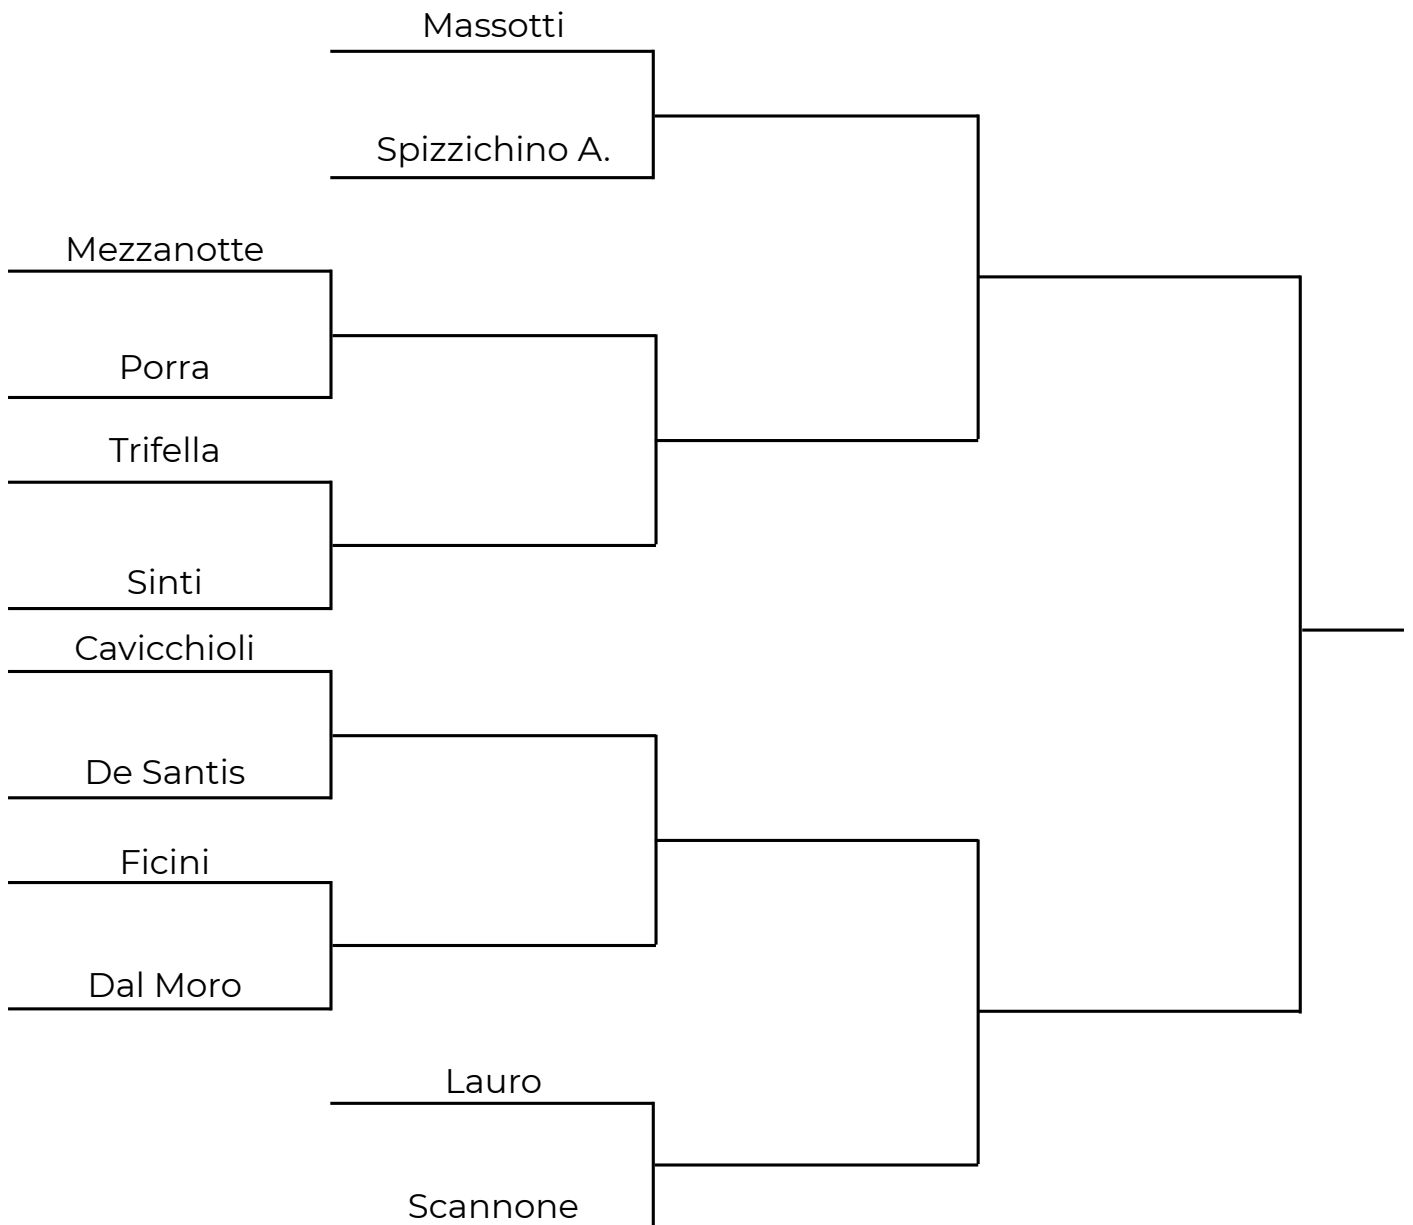 Massotti
Spizzichino A.
Mezzanotte
Porra
Trifella
Sinti
Cavicchioli
De Santis
Ficini
Dal Moro
Lauro
Scannone